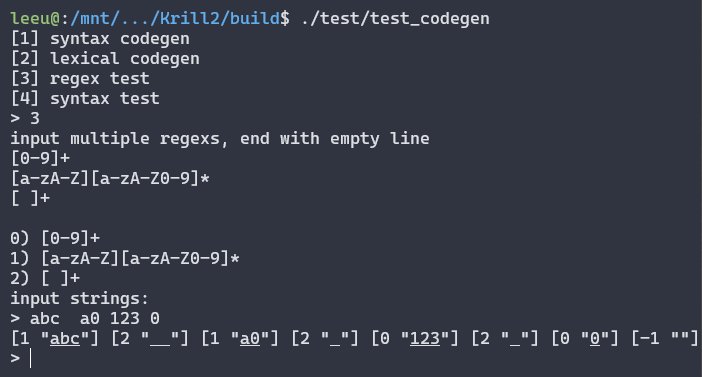 leeu@:/mnt/.../Krill2/build$ ./test/test_codegen
[1] syntax codegen
[2] lexical codegen
[3] regex test
[4] syntax test
> 3
input multiple regexs, end with empty line
[0-9]+
[a-zA-Z][a-zA-Z0-9]*
[ ]+

0) [0-9]+
1) [a-zA-Z][a-zA-Z0-9]*
2) [ ]+
input strings:
> abc  a0 123 0
[1 "abc"] [2 "__"] [1 "a0"] [2 "_"] [0 "123"] [2 "_"] [0 "0"] [-1 ""]
>